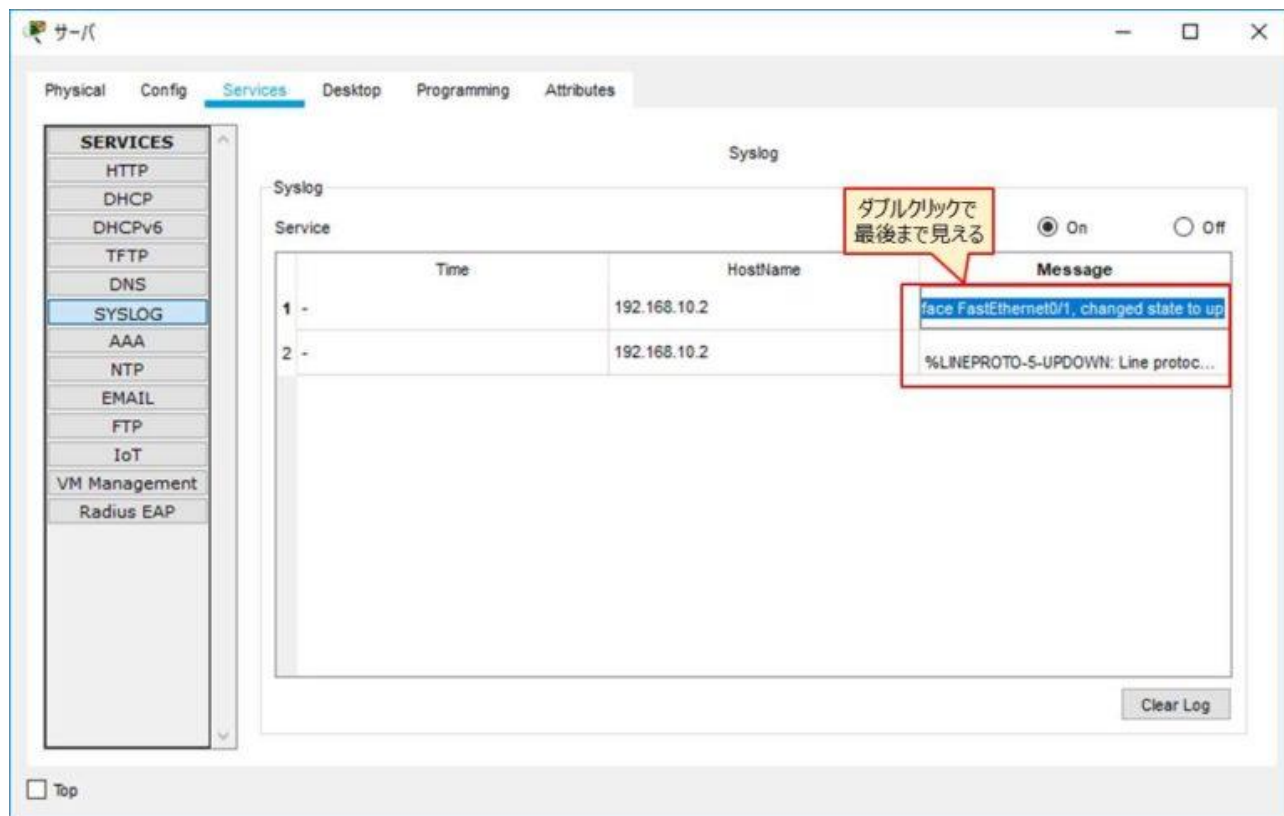 サーバ
Physical Config Services Desktop Programming Attributes
SERVICES
HTTP
DHCP
DHCPv6
TFTP
DNS
SYSLOG
AAA
NTP
EMAIL
FTP
IoT
VM Management
Radius EAP
Syslog
Syslog
Service
On Off
ダブルクリックで
最後まで見える
Time HostName Message
1 - 192.168.10.2 face FastEthernet0/1, changed state to up
2 - 192.168.10.2 %LINEPROTO-5-UPDOWN: Line protoc...
Clear Log
Top